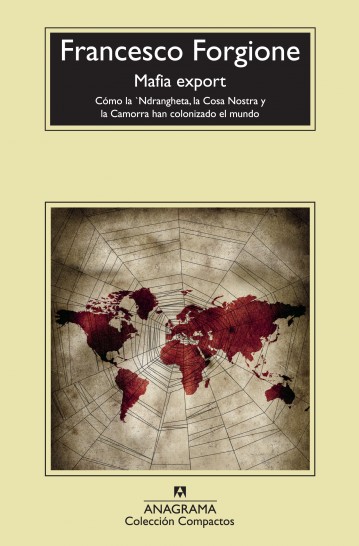 Francesco Forgione
Mafia export
Cómo la `Ndrangheta, la Cosa Nostra y
la Camorra han colonizado el mundo
ANAGRAMA
Colección Compactos